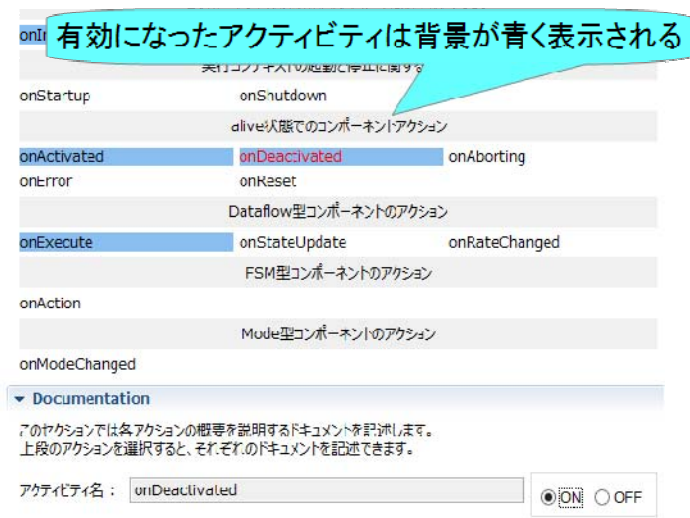 有効になったアクティビティは背景が青く表示される
onStartup onShutdown
alive状態でのコンポーネントアクション
onActivated onDeactivated onAborting
onError onReset
Dataflow型コンポーネントのアクション
onExecute onStateUpdate onRateChanged
FSM型コンポーネントのアクション
onAction
Mode型コンポーネントのアクション
onModeChanged
Documentation
このセクションでは各アクションの概要を説明するドキュメントを記述します。
上段のアクションを選択すると、それぞれのドキュメントを記述できます。
アクティビティ名： onDeactivated ON OFF